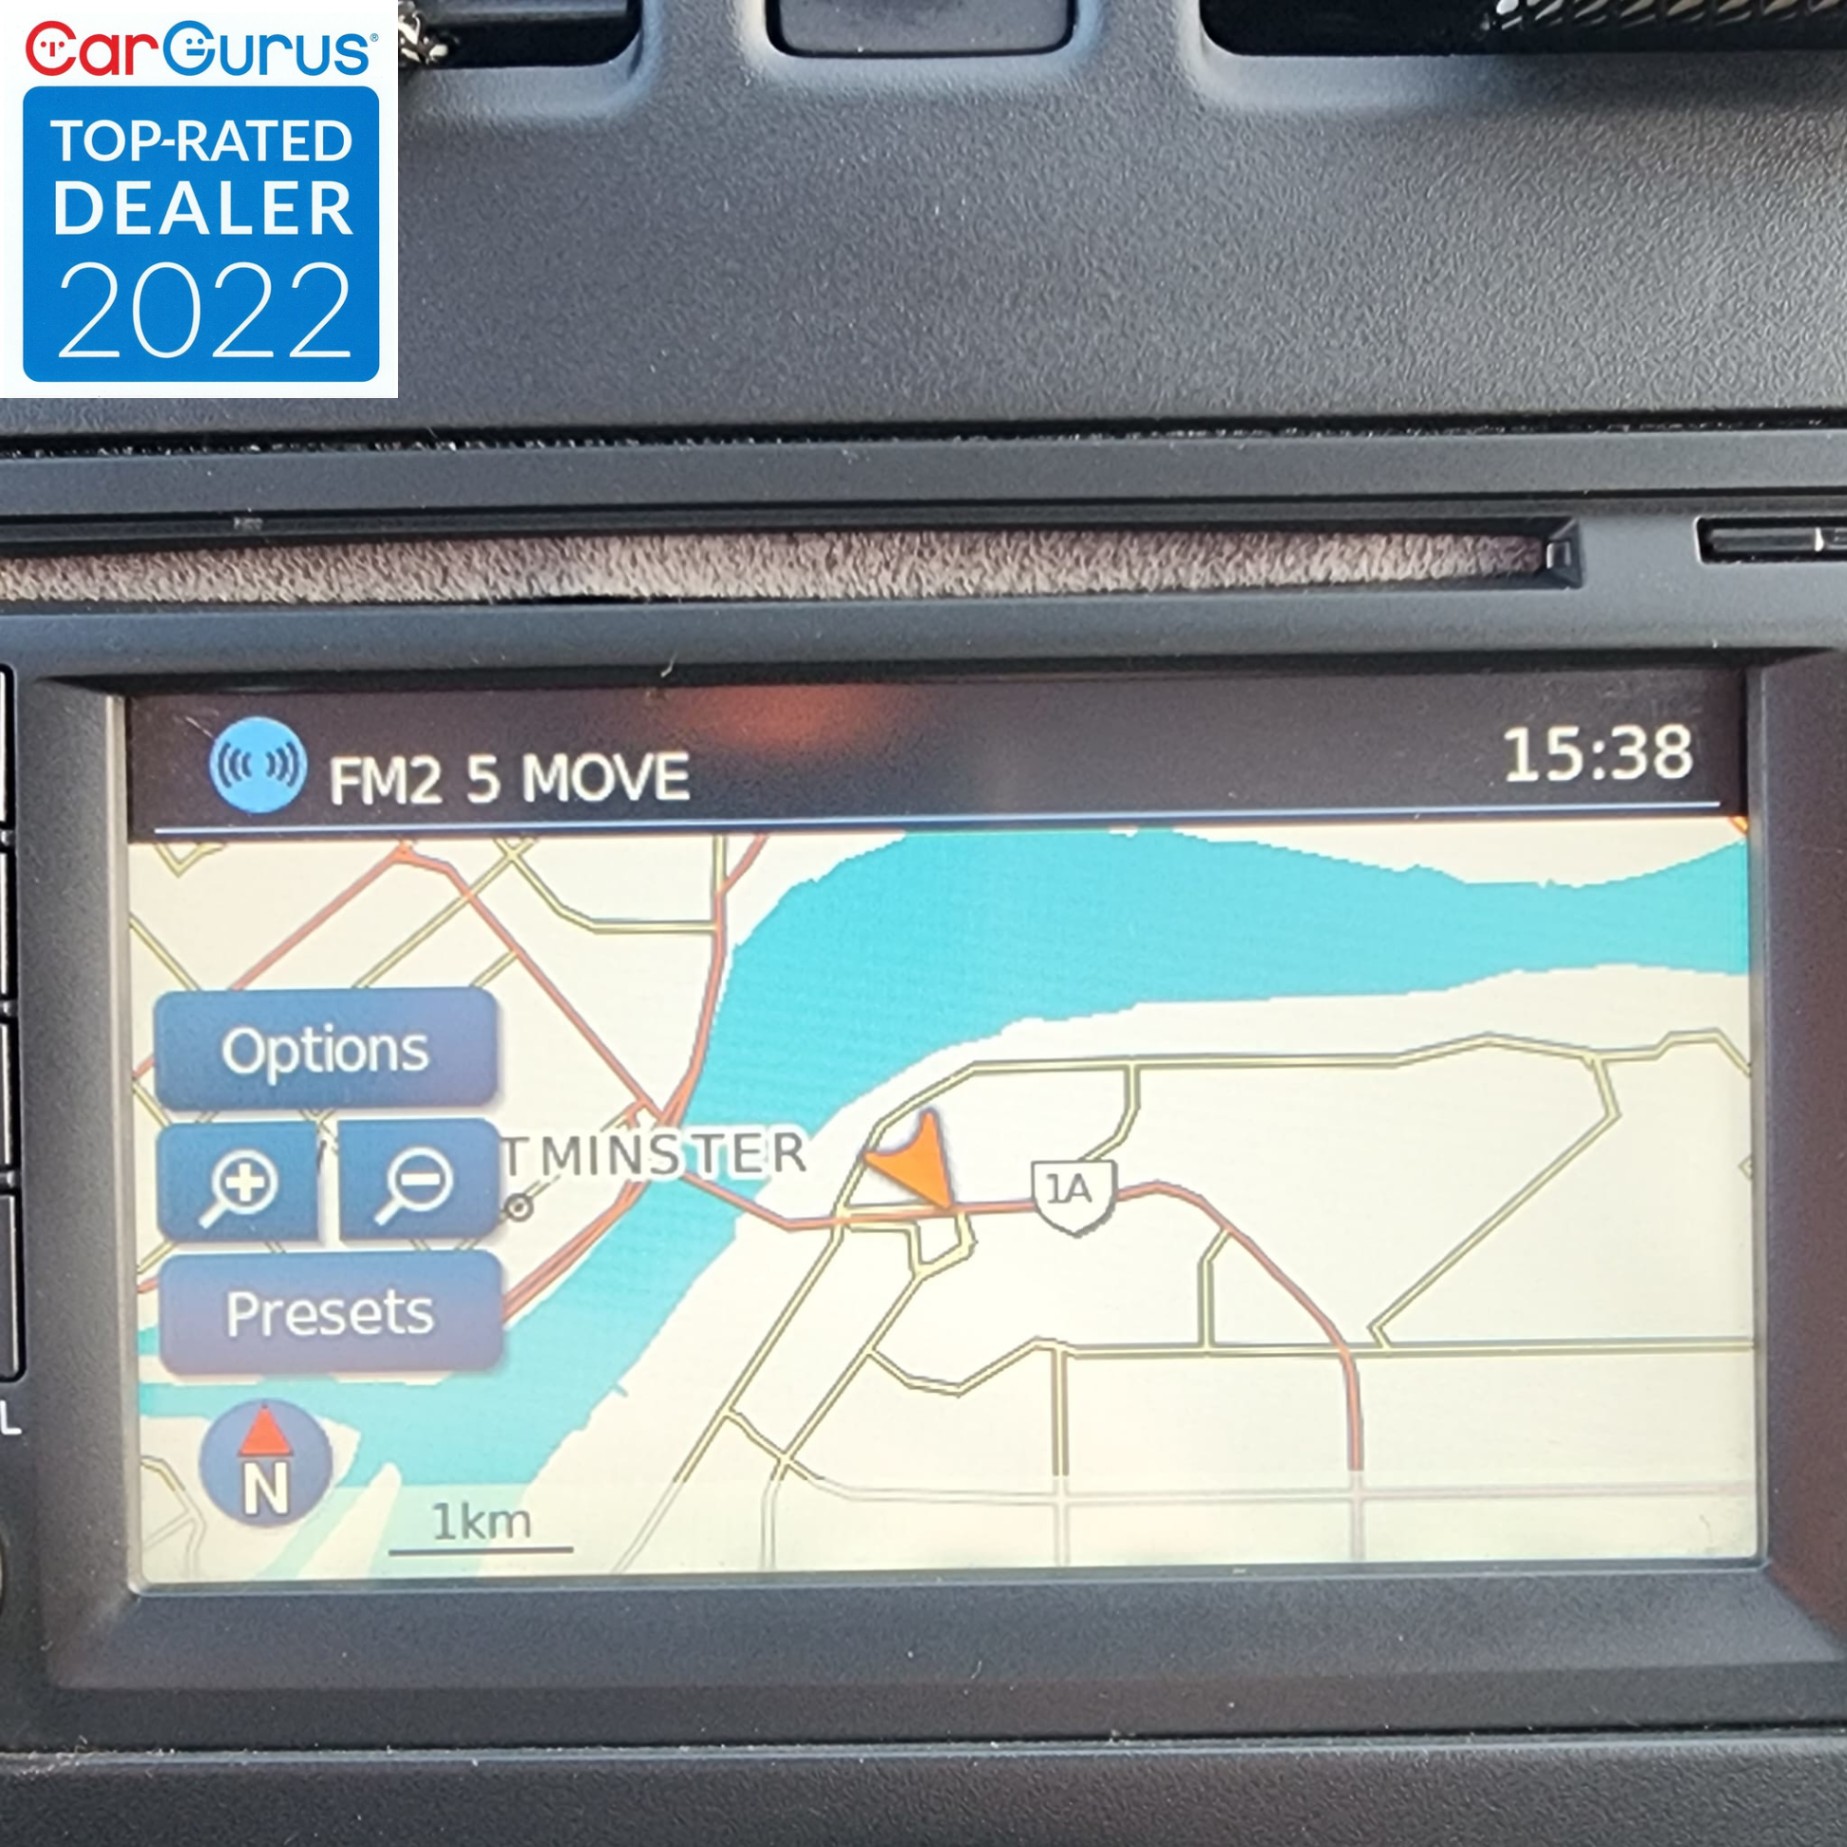 CarGurus®
TOP-RATED
DEALER
2022
FM2 5 MOVE
15:38
Options
TMINSTER
1A
Presets
L
N
1km